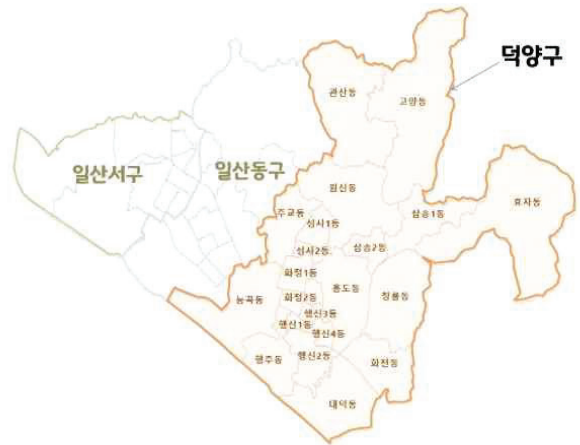 덕양구
관산동
고양동
일산서구
일산동구
원신동
효자동
주교동
성사1동
삼송1동
성사2동
삼송2동
화정1동
흥도동
능곡동
화정2동
창릉동
행신3동
행신1동
행신4동
행주동
행신2동
화전동
대덕동